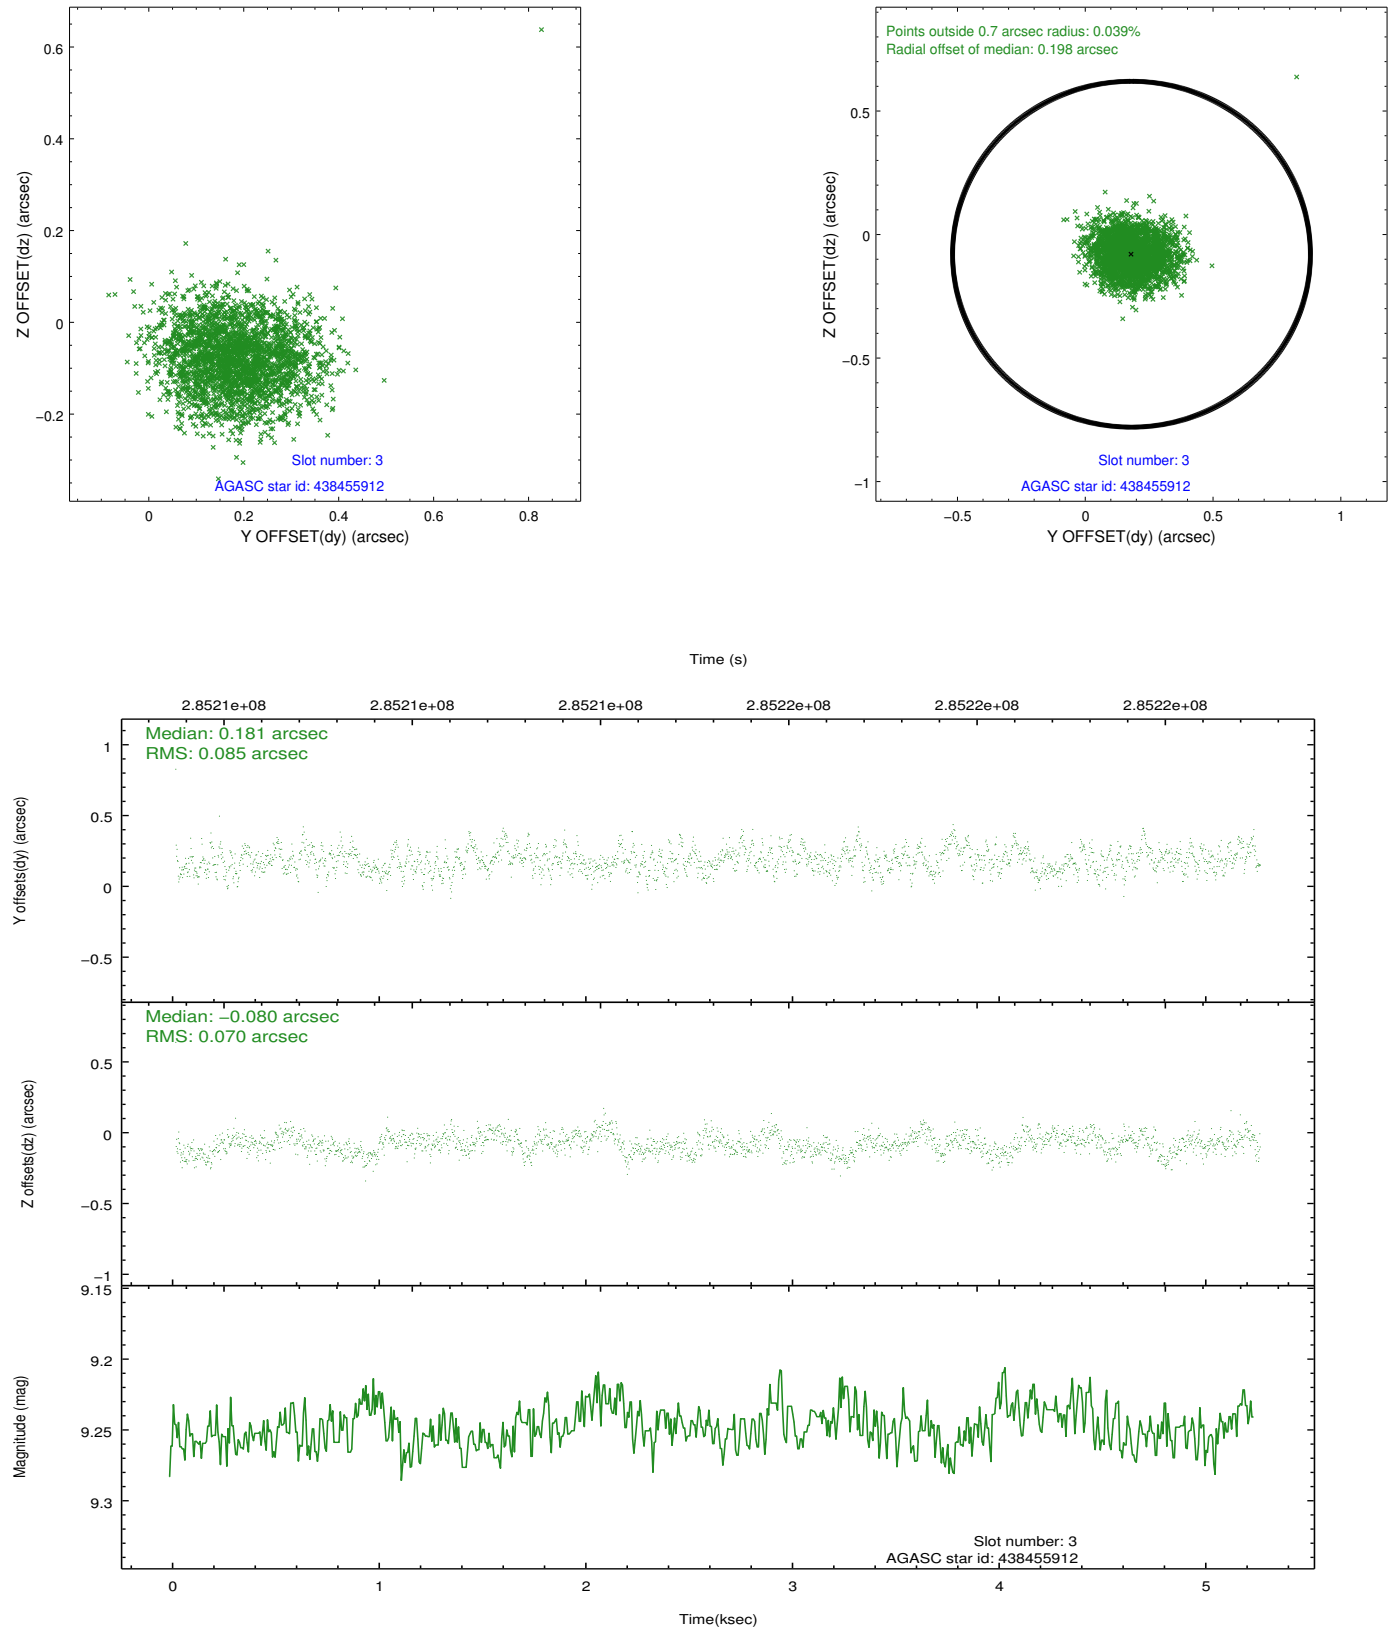 0.6
0.4
0.2
0
−0.2
Z OFFSET(dz) (arcsec)
Slot number: 3
AGASC star id: 438455912
0 0.2 0.4 0.6 0.8
Y OFFSET(dy) (arcsec)
Points outside 0.7 arcsec radius: 0.039%
Radial offset of median: 0.198 arcsec
0.5
0
−0.5
−1
Z OFFSET(dz) (arcsec)
Slot number: 3
AGASC star id: 438455912
−0.5 0 0.5 1
Y OFFSET(dy) (arcsec)
Time (s)
2.8521e+08 2.8521e+08 2.8521e+08 2.8522e+08 2.8522e+08 2.8522e+08
Median: 0.181 arcsec
RMS: 0.085 arcsec
1
0.5
0
−0.5
Y offsets(dy) (arcsec)
Median: −0.080 arcsec
RMS: 0.070 arcsec
0.5
0
−0.5
−1
Z offsets(dz) (arcsec)
9.15
9.2
9.25
9.3
Magnitude (mag)
Slot number: 3
AGASC star id: 438455912
0 1 2 3 4 5
Time(ksec)